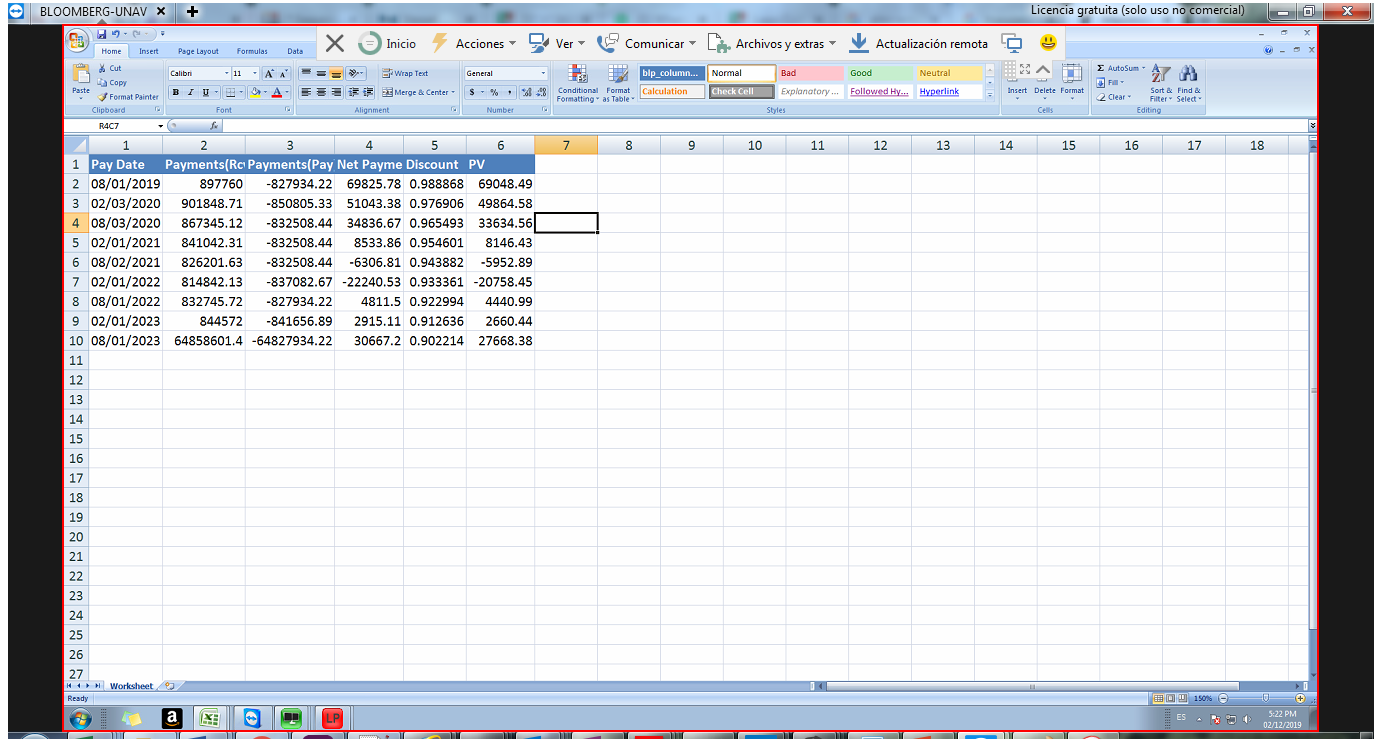 BLOOMBERG-UNAV
Licencia gratuita (solo uso no comercial)
Home Insert Page Layout Formulas Data
Inicio Acciones Ver Comunicar Archivos y extras Actualización remota
Paste Cut Calibri 11 Wrap Text General Conditional Formatting Format as Table blp_column... Normal Bad Good Neutral Insert Delete Format Σ AutoSum Sort & Filter Find & Select
Copy Fill
Format Painter B I U Merge & Center $ % Calculation Check Cell Explanatory ... Followed Hy... Hyperlink Clear
Clipboard Font Alignment Number Styles Cells Editing
R4C7 fx
1 2 3 4 5 6 7 8 9 10 11 12 13 14 15 16 17 18
1 Pay Date Payments(Rc Payments(Pay Net Payme Discount PV
2 08/01/2019 897760 -827934.22 69825.78 0.988868 69048.49
3 02/03/2020 901848.71 -850805.33 51043.38 0.976906 49864.58
4 08/03/2020 867345.12 -832508.44 34836.67 0.965493 33634.56
5 02/01/2021 841042.31 -832508.44 8533.86 0.954601 8146.43
6 08/02/2021 826201.63 -832508.44 -6306.81 0.943882 -5952.89
7 02/01/2022 814842.13 -837082.67 -22240.53 0.933361 -20758.45
8 08/01/2022 832745.72 -827934.22 4811.5 0.922994 4440.99
9 02/01/2023 844572 -841656.89 2915.11 0.912636 2660.44
10 08/01/2023 64858601.4 -64827934.22 30667.2 0.902214 27668.38
11
12
13
14
15
16
17
18
19
20
21
22
23
24
25
26
27
Worksheet
Ready 150%
a LP ES 5:22 PM
02/12/2019